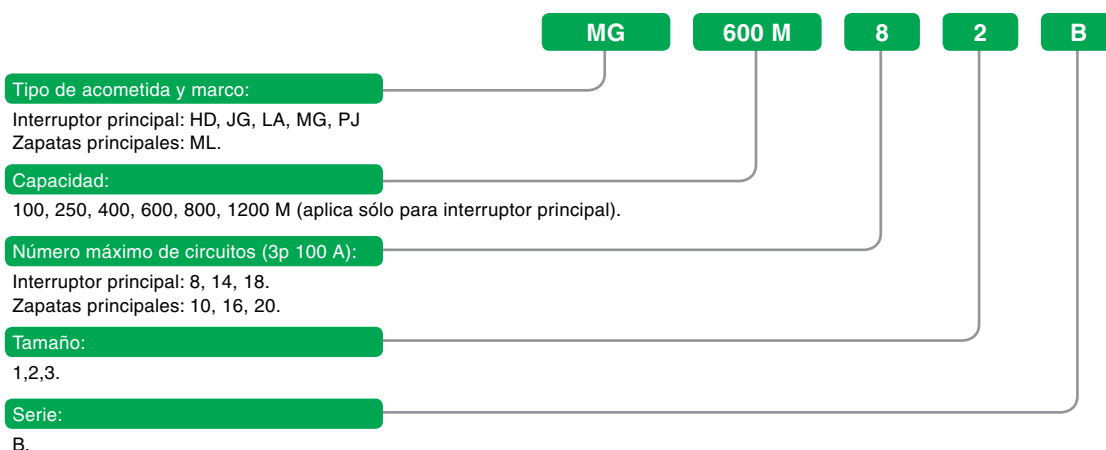 MG 600 M 8 2 B
Tipo de acometida y marco:
Interruptor principal: HD, JG, LA, MG, PJ
Zapatas principales: ML.
Capacidad:
100, 250, 400, 600, 800, 1200 M (aplica sólo para interruptor principal).
Número máximo de circuitos (3p 100 A):
Interruptor principal: 8, 14, 18.
Zapatas principales: 10, 16, 20.
Tamaño:
1,2,3.
Serie:
B.